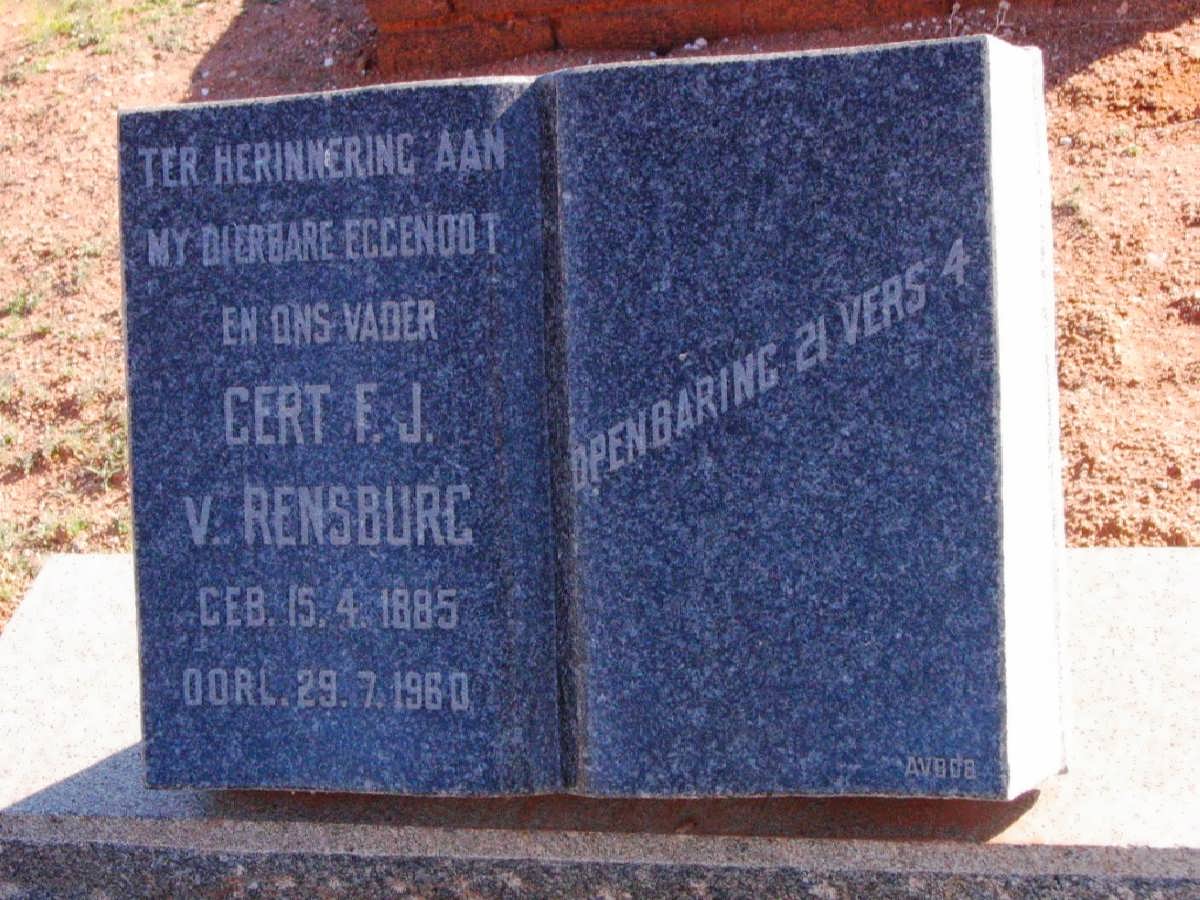 TER HERINNERING AAN
MY DIERBARE EGGENOOT
EN ONS VADER
GERT F. J.
V. RENSBURG
GEB. 15. 4. 1885
OORL. 29. 7. 1960
OPENBARING 21 VERS 4